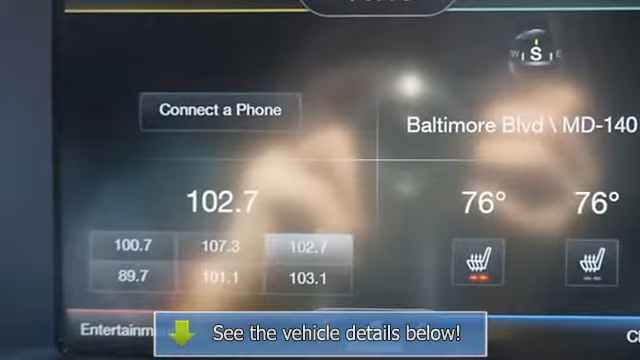 W S E
Connect a Phone
Baltimore Blvd \ MD-140
102.7
76° 76°
100.7 107.3 102.7
89.7 101.1 103.1
Entertainm
See the vehicle details below!